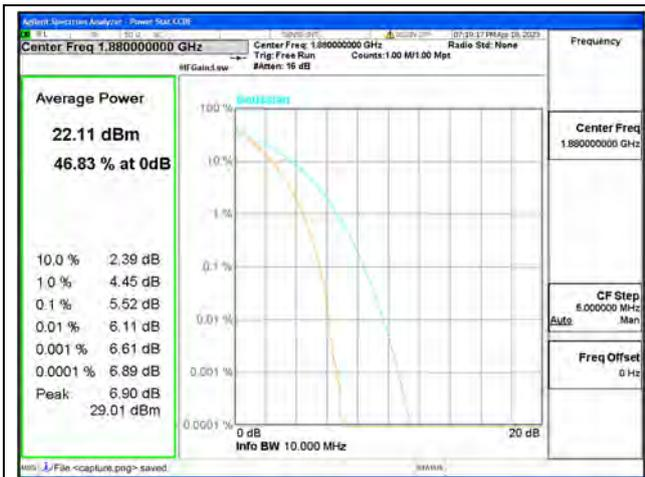 Agilent Spectrum Analyzer - Power Stat CCDF
Center Freq 1.880000000 GHz
Center Freq: 1.880000000 GHz
Radio Std: None
Trig: Free Run
Counts:1.00 M/1.00 Mpt
#IFGain:Low
#Atten: 16 dB
07:19:17 PM Apr
2023
Frequency
Average Power
22.11 dBm
46.83 % at 0dB
10.0 % 2.39 dB
1.0 % 4.45 dB
0.1 % 5.52 dB
0.01 % 6.11 dB
0.001 % 6.61 dB
0.0001 % 6.89 dB
Peak 6.90 dB
29.01 dBm
Gaussian
100 %
10 %
1 %
0.1 %
0.01 %
0.001 %
0.0001 %
0 dB
20 dB
Info BW 10.000 MHz
Center Freq
1.880000000 GHz
CF Step
5.000000 MHz
Auto Man
Freq Offset
0 Hz
MSG File <capture.png> saved
STATUS